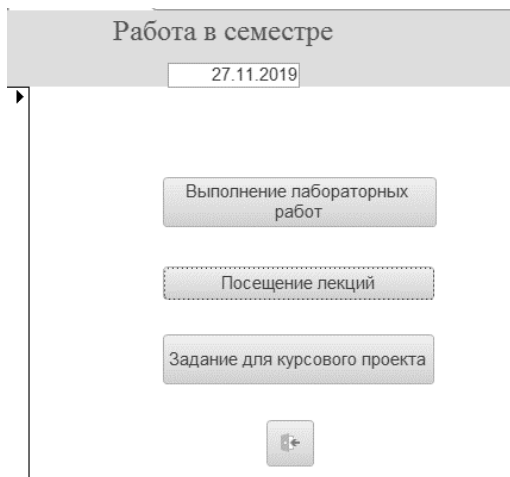 Работа в семестре
27.11.2019
Выполнение лабораторных
работ
Посещение лекций
Задание для курсового проекта